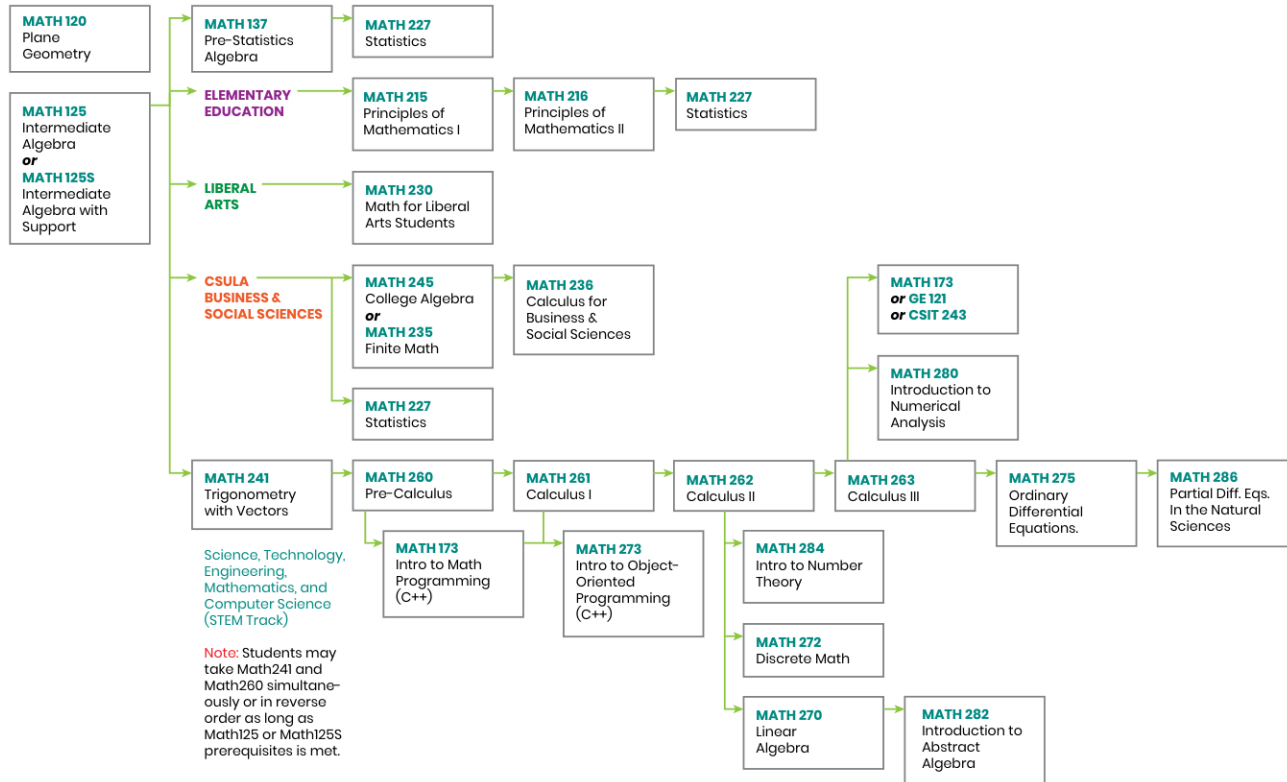 MATH 120
Plane
Geometry
MATH 137
Pre-Statistics
Algebra
MATH 227
Statistics
MATH 125
Intermediate
Algebra
or
MATH 125S
Intermediate
Algebra with
Support
ELEMENTARY
EDUCATION
MATH 215
Principles of
Mathematics I
MATH 216
Principles of
Mathematics II
MATH 227
Statistics
LIBERAL
ARTS
MATH 230
Math for Liberal
Arts Students
CSULA
BUSINESS &
SOCIAL SCIENCES
MATH 245
College Algebra
or
MATH 235
Finite Math
MATH 236
Calculus for
Business &
Social Sciences
MATH 227
Statistics
MATH 173
or GE 121
or CSIT 243
MATH 280
Introduction to
Numerical
Analysis
MATH 241
Trigonometry
with Vectors
MATH 260
Pre-Calculus
MATH 261
Calculus I
MATH 262
Calculus II
MATH 263
Calculus III
MATH 275
Ordinary
Differential
Equations.
MATH 286
Partial Diff. Eqs.
In the Natural
Sciences
MATH 173
Intro to Math
Programming
(C++)
MATH 273
Intro to Object-
Oriented
Programming
(C++)
MATH 284
Intro to Number
Theory
MATH 272
Discrete Math
MATH 270
Linear
Algebra
MATH 282
Introduction to
Abstract
Algebra
Science, Technology,
Engineering,
Mathematics, and
Computer Science
(STEM Track)
Note: Students may
take Math241 and
Math260 simultane-
ously or in reverse
order as long as
Math125 or Math125S
prerequisites is met.